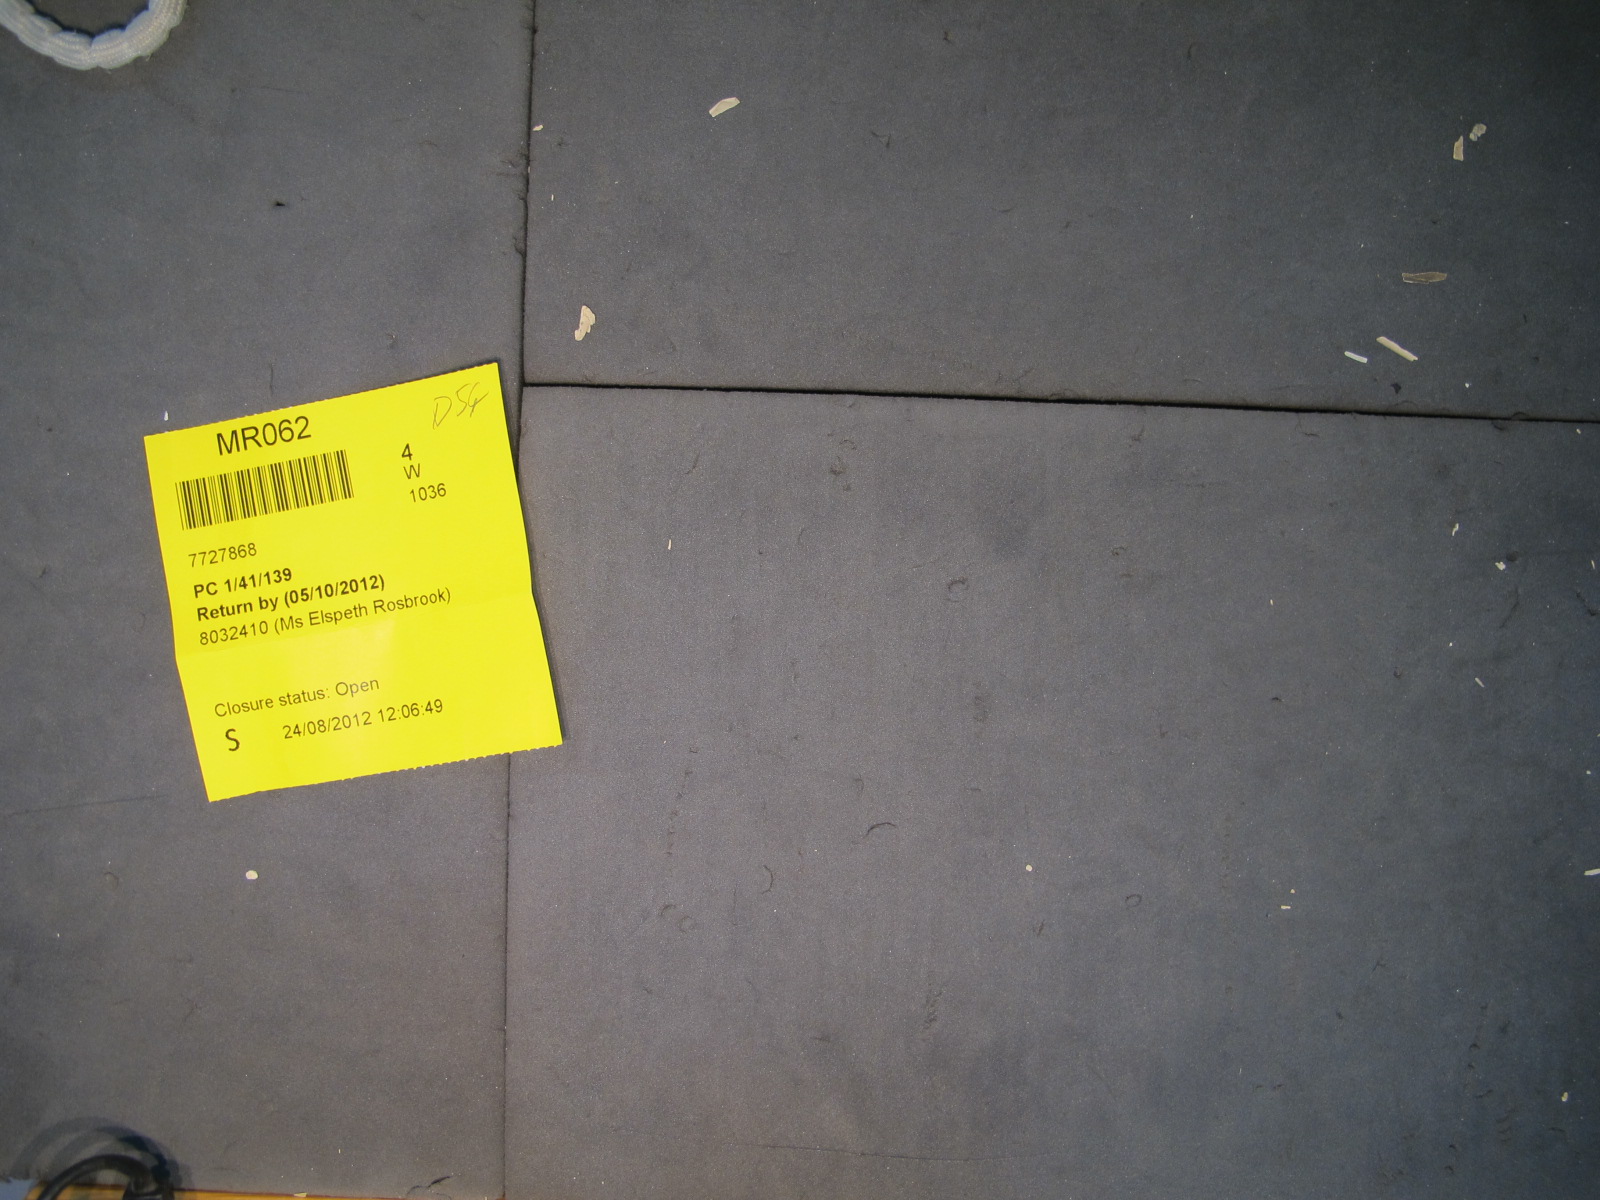 MR062
D54
4
W
1036
7727868
PC 1/41/139
Return by (05/10/2012)
8032410 (Ms Elspeth Rosbrook)
Closure status: Open
S 24/08/2012 12:06:49